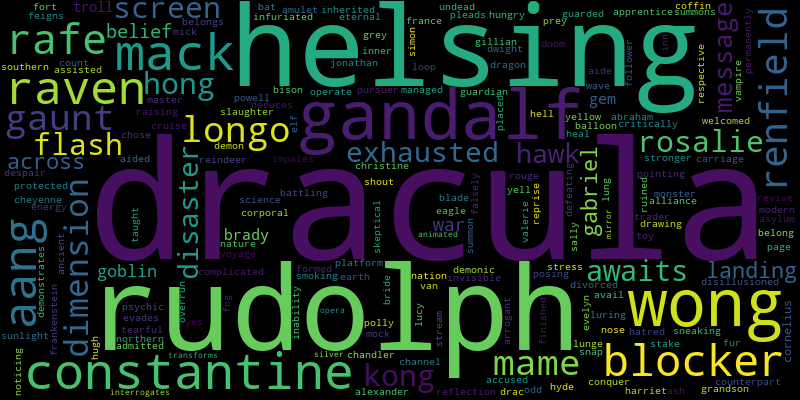 fort troll screen bat amulet inherited undead hungry prey guarded apprentice summons coffin
feigns belongs infuriated eternal pleads
rafe belief mick helsing france grey gillian dwight doom inn message renfield
southern count mack simon inner dragon follower
assisted jonathan loop aide respective vampire permanently
raven hong bison operate pursuer managed guardian wave powell slaughter
master deduces gandalf placed gem abraham welcomed
gaunt raising elf hell yellow critically
flash chose cruise longo balloon heal rosalie
across aided demon exhausted hawk stronger carriage
despair reindeer impales christine rouge gabriel pointing
protected disaster shout yell lung ruined monster revive
cheyenne science battling blade falsely defeating mirror alliance modern
energy dracula corporal eagle valerie reprise tradec asylum
aang dimension taught brady skeptical war sally drawing belong
ancient nature animated toy page
demonstrates voyage platform summon
goblin complicated formed earth demonic stress awaits landing
psychic rudolph smoking nation invisible posing divorced disillusioned
frankenstein evades overrun fog inability bride van arrogant evelyn avail wong cornelius
sunlight tearful yes opera lucy finished luring sneaking
northern polly stream nose hatred
hugh admitted mock lunge stake
noticing transforms silver chandler channel mame snap blocker fur
constantine kong accused conquer counterpart
interrogates alexander reflection drac odd hyde harriet ash grandson